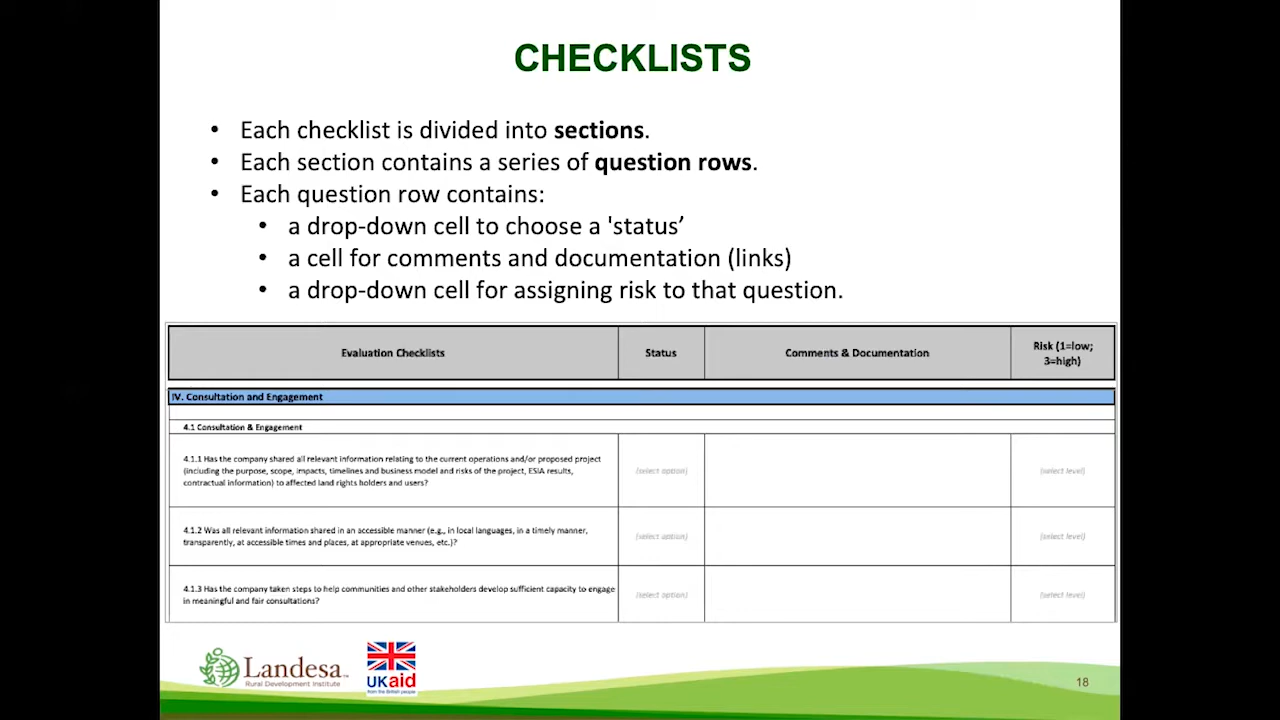 CHECKLISTS
• Each checklist is divided into sections.
• Each section contains a series of question rows.
• Each question row contains:
• a drop-down cell to choose a 'status’
• a cell for comments and documentation (links)
• a drop-down cell for assigning risk to that question.
Evaluation Checklists
Status
Comments & Documentation
Risk (1=low;
3=high)
IV. Consultation and Engagement
4.1 Consultation & Engagement
4.1.1 Has the company shared all relevant information relating to the current operations and/or proposed project
(including the purpose, scope, impacts, timelines and business model and risks of the project, ESIA results,
contractual information) to affected land rights holders and users?
(select option)
(select level)
4.1.2 Was all relevant information shared in an accessible manner (e.g., in local languages, in a timely manner,
transparently, at accessible times and places, at appropriate venues, etc.)?
(select option)
(select level)
4.1.3 Has the company taken steps to help communities and other stakeholders develop sufficient capacity to engage
in meaningful and fair consultations?
(select option)
(select level)
Landesa™
Rural Development Institute
UKaid
from the British people
18